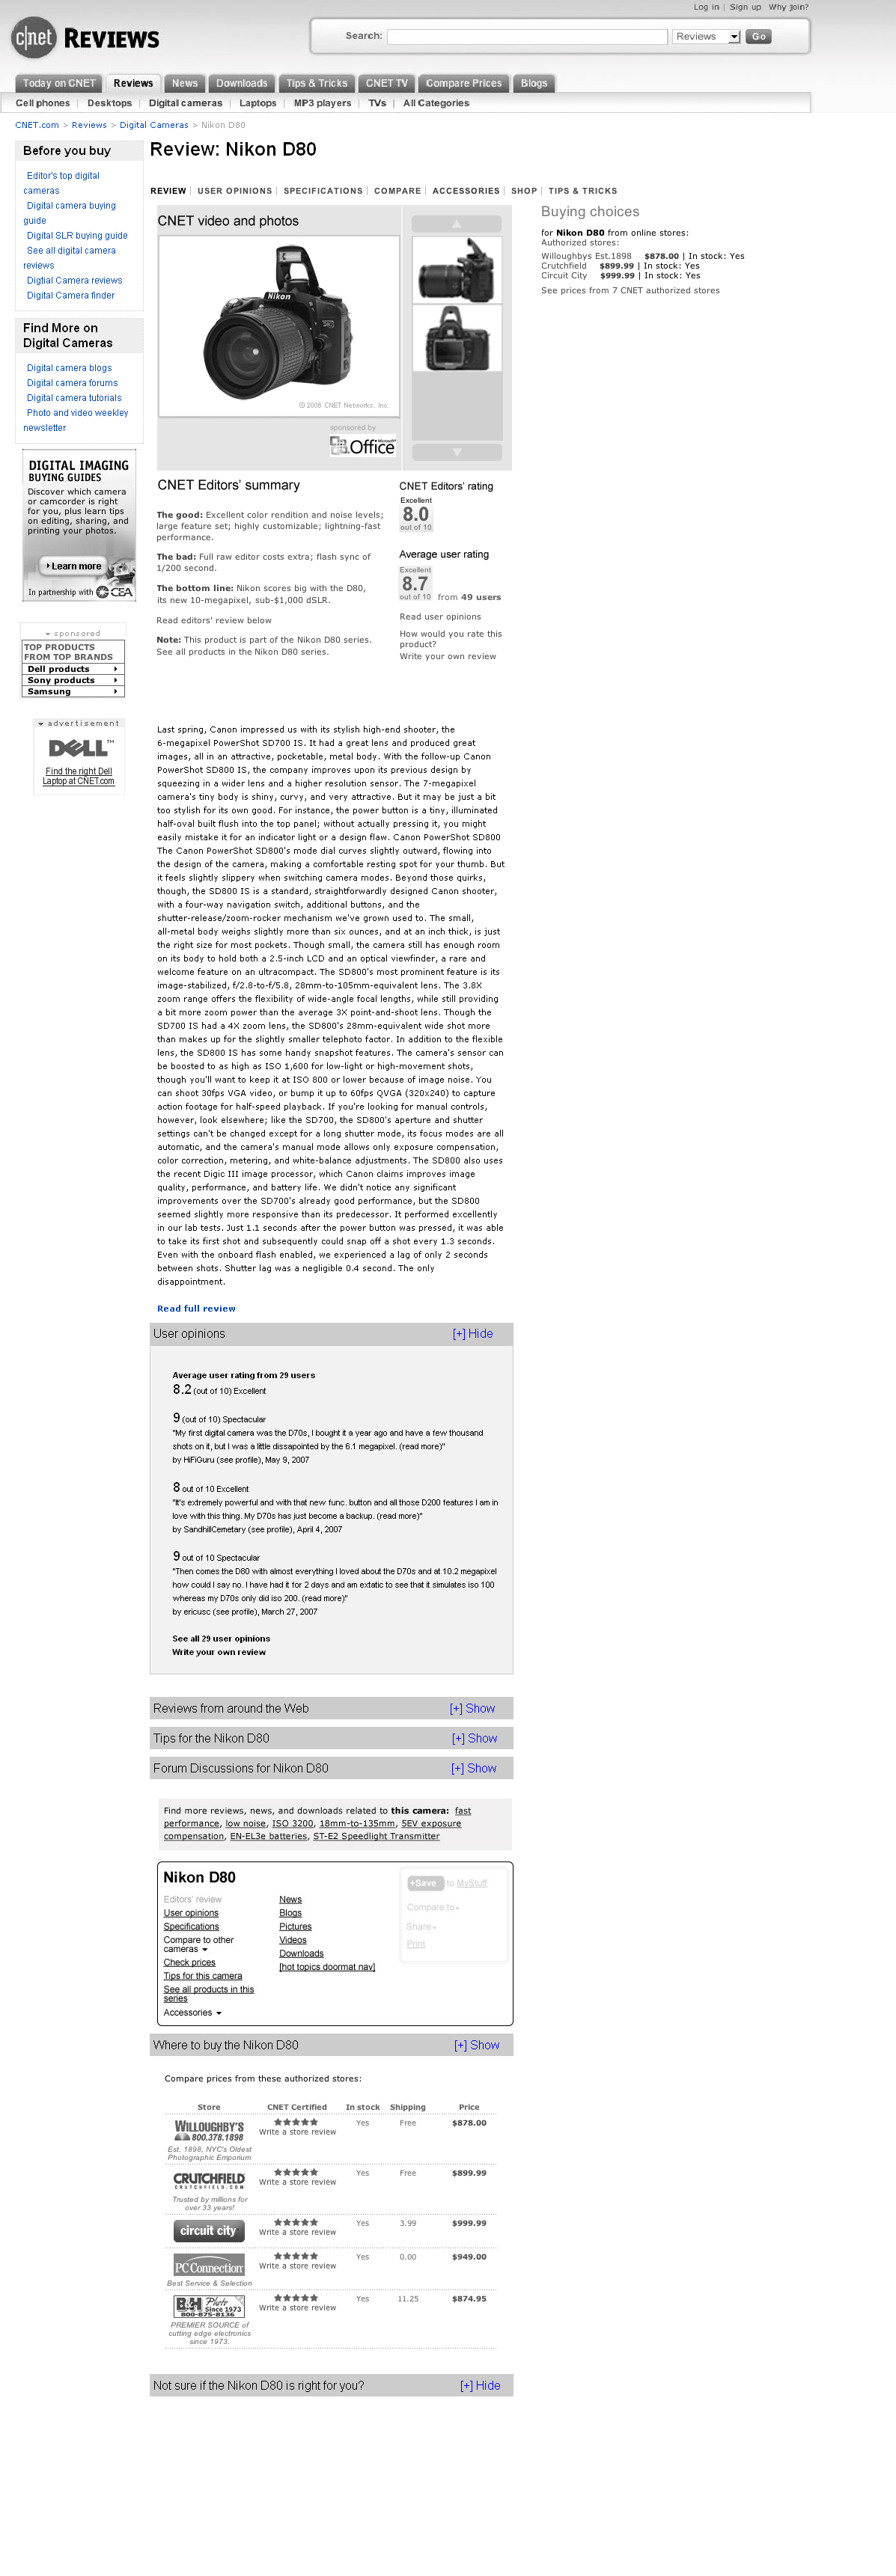 Log in | Sign up Why join?
c|net REVIEWS
Search: Reviews Go
Today on CNET Reviews News Downloads Tips & Tricks CNET TV Compare Prices Blogs
Cell phones | Desktops | Digital cameras | Laptops | MP3 players | TVs | All Categories
CNET.com > Reviews > Digital Cameras > Nikon D80
Before you buy
Editor's top digital
cameras
Digital camera buying
guide
Digital SLR buying guide
See all digital camera
reviews
Digtial Camera reviews
Digital Camera finder
Find More on
Digital Cameras
Digital camera blogs
Digital camera forums
Digital camera tutorials
Photo and video weekley
newsletter
DIGITAL IMAGING
BUYING GUIDES
Discover which camera
or camcorder is right
for you, plus learn tips
on editing, sharing, and
printing your photos.
Learn more
In partnership with CEA
sponsored
TOP PRODUCTS
FROM TOP BRANDS
Dell products
Sony products
Samsung
advertisement
DELL™
Find the right Dell
Laptop at CNET.com
Review: Nikon D80
REVIEW | USER OPINIONS | SPECIFICATIONS | COMPARE | ACCESSORIES | SHOP | TIPS & TRICKS
CNET video and photos
Nikon
© 2006 CNET Networks, Inc.
sponsored by
Microsoft
Office
Buying choices
for Nikon D80 from online stores:
Authorized stores:
Willoughbys Est.1898 $878.00 | In stock: Yes
Crutchfield $899.99 | In stock: Yes
Circuit City $999.99 | In stock: Yes
See prices from 7 CNET authorized stores
CNET Editors' summary
The good: Excellent color rendition and noise levels;
large feature set; highly customizable; lightning-fast
performance.
The bad: Full raw editor costs extra; flash sync of
1/200 second.
The bottom line: Nikon scores big with the D80,
its new 10-megapixel, sub-$1,000 dSLR.
Read editors' review below
Note: This product is part of the Nikon D80 series.
See all products in the Nikon D80 series.
CNET Editors' rating
Excellent
8.0
out of 10
Average user rating
Excellent
8.7
out of 10 from 49 users
Read user opinions
How would you rate this
product?
Write your own review
Last spring, Canon impressed us with its stylish high-end shooter, the
6-megapixel PowerShot SD700 IS. It had a great lens and produced great
images, all in an attractive, pocketable, metal body. With the follow-up Canon
PowerShot SD800 IS, the company improves upon its previous design by
squeezing in a wider lens and a higher resolution sensor. The 7-megapixel
camera's tiny body is shiny, curvy, and very attractive. But it may be just a bit
too stylish for its own good. For instance, the power button is a tiny, illuminated
half-oval built flush into the top panel; without actually pressing it, you might
easily mistake it for an indicator light or a design flaw. Canon PowerShot SD800
The Canon PowerShot SD800's mode dial curves slightly outward, flowing into
the design of the camera, making a comfortable resting spot for your thumb. But
it feels slightly slippery when switching camera modes. Beyond those quirks,
though, the SD800 IS is a standard, straightforwardly designed Canon shooter,
with a four-way navigation switch, additional buttons, and the
shutter-release/zoom-rocker mechanism we've grown used to. The small,
all-metal body weighs slightly more than six ounces, and at an inch thick, is just
the right size for most pockets. Though small, the camera still has enough room
on its body to hold both a 2.5-inch LCD and an optical viewfinder, a rare and
welcome feature on an ultracompact. The SD800's most prominent feature is its
image-stabilized, f/2.8-to-f/5.8, 28mm-to-105mm-equivalent lens. The 3.8X
zoom range offers the flexibility of wide-angle focal lengths, while still providing
a bit more zoom power than the average 3X point-and-shoot lens. Though the
SD700 IS had a 4X zoom lens, the SD800's 28mm-equivalent wide shot more
than makes up for the slightly smaller telephoto factor. In addition to the flexible
lens, the SD800 IS has some handy snapshot features. The camera's sensor can
be boosted to as high as ISO 1,600 for low-light or high-movement shots,
though you'll want to keep it at ISO 800 or lower because of image noise. You
can shoot 30fps VGA video, or bump it up to 60fps QVGA (320x240) to capture
action footage for half-speed playback. If you're looking for manual controls,
however, look elsewhere; like the SD700, the SD800's aperture and shutter
settings can't be changed except for a long shutter mode, its focus modes are all
automatic, and the camera's manual mode allows only exposure compensation,
color correction, metering, and white-balance adjustments. The SD800 also uses
the recent Digic III image processor, which Canon claims improves image
quality, performance, and battery life. We didn't notice any significant
improvements over the SD700's already good performance, but the SD800
seemed slightly more responsive than its predecessor. It performed excellently
in our lab tests. Just 1.1 seconds after the power button was pressed, it was able
to take its first shot and subsequently could snap off a shot every 1.3 seconds.
Even with the onboard flash enabled, we experienced a lag of only 2 seconds
between shots. Shutter lag was a negligible 0.4 second. The only
disappointment.
Read full review
User opinions [+] Hide
Average user rating from 29 users
8.2 (out of 10) Excellent
9 (out of 10) Spectacular
"My first digital camera was the D70s, I bought it a year ago and have a few thousand
shots on it, but I was a little dissapointed by the 6.1 megapixel. (read more)"
by HiFiGuru (see profile), May 9, 2007
8 out of 10 Excellent
"It's extremely powerful and with that new func. button and all those D200 features I am in
love with this thing. My D70s has just become a backup. (read more)"
by SandhillCemetary (see profile), April 4, 2007
9 out of 10 Spectacular
"Then comes the D80 with almost everything I loved about the D70s and at 10.2 megapixel
how could I say no. I have had it for 2 days and am extatic to see that it simulates iso 100
whereas my D70s only did iso 200. (read more)"
by ericusc (see profile), March 27, 2007
See all 29 user opinions
Write your own review
Reviews from around the Web [+] Show
Tips for the Nikon D80 [+] Show
Forum Discussions for Nikon D80 [+] Show
Find more reviews, news, and downloads related to this camera: fast
performance, low noise, ISO 3200, 18mm-to-135mm, 5EV exposure
compensation, EN-EL3e batteries, ST-E2 Speedlight Transmitter
Nikon D80
Editors' review
User opinions
Specifications
Compare to other
cameras
Check prices
Tips for this camera
See all products in this
series
Accessories
News
Blogs
Pictures
Videos
Downloads
[hot topics doormat nav]
+Save to MyStuff
Compare to
Share
Print
Where to buy the Nikon D80 [+] Show
Compare prices from these authorized stores:
Store CNET Certified In stock Shipping Price
WILLOUGHBY'S
800.378.1898
Est. 1898, NYC's Oldest
Photographic Emporium
Write a store review Yes Free $878.00
CRUTCHFIELD
CRUTCHFIELD.COM
Trusted by millions for
over 33 years!
Write a store review Yes Free $899.99
circuit city
Write a store review Yes 3.99 $999.99
PC Connection
Best Service & Selection
Write a store review Yes 0.00 $949.00
B&H Photo Since 1973
800-875-8136
PREMIER SOURCE of
cutting edge electronics
since 1973.
Write a store review Yes 11.25 $874.95
Not sure if the Nikon D80 is right for you? [+] Hide